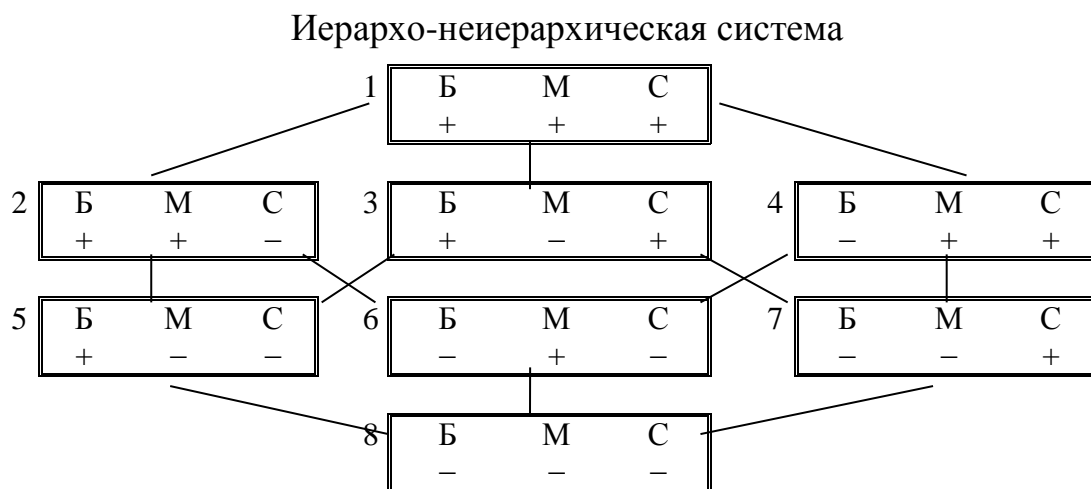 Иерархо-неиерархическая система
1 Б М С
+ + +
2 Б М С 3 Б М С 4 Б М С
+ + – + – + – + +
5 Б М С 6 Б М С 7 Б М С
+ – – – + – – – +
8 Б М С
– – –